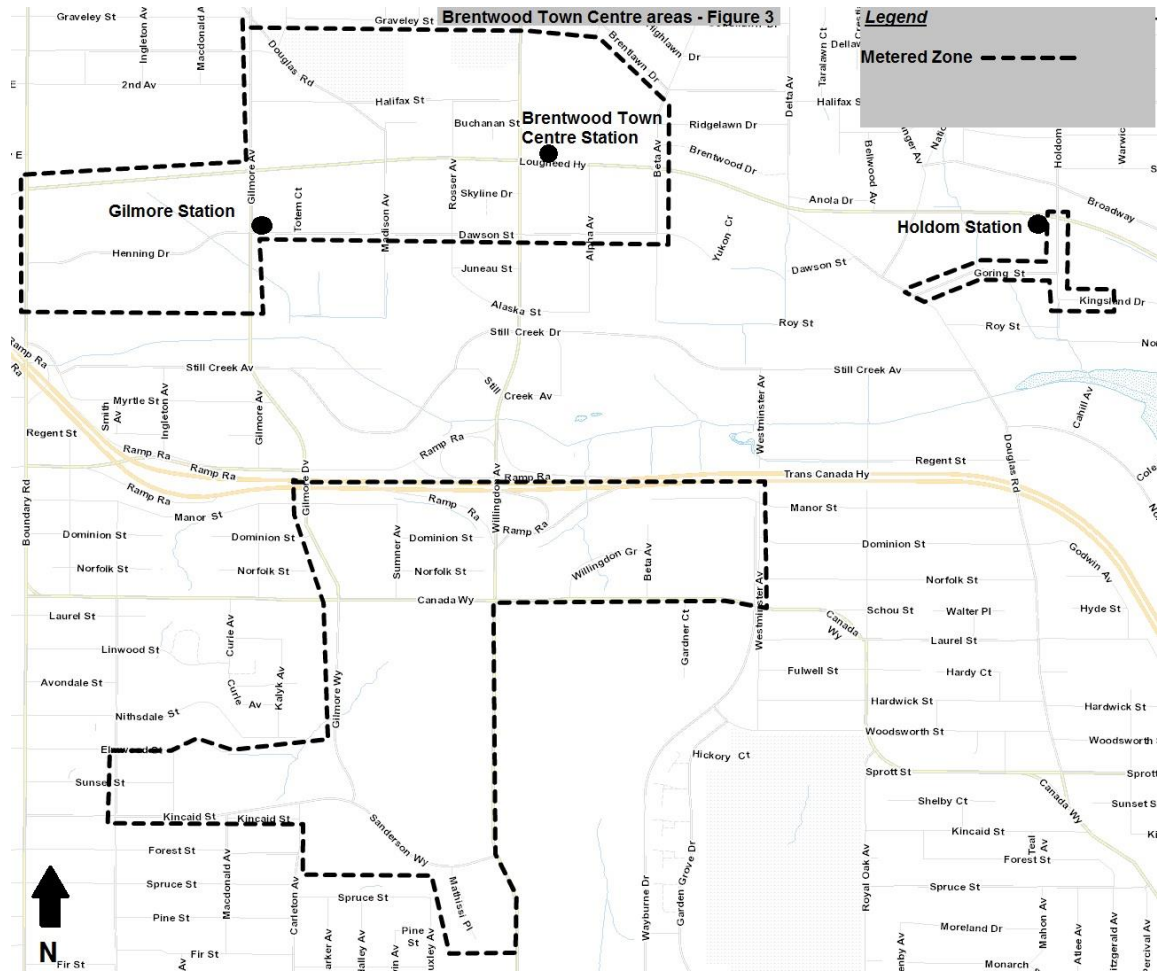 Brentwood Town Centre areas - Figure 3
Legend
Metered Zone
Graveley St
Graveley St
Ingleton Av
Macdonald A
Douglas Rd
Brentlawn Dr
Highlawn
Dr
Delta Av
Taralawn Ct
2nd Av
Halifax St
Halifax S
Buchanan St
Brentwood Town
Centre Station
Ridgelawn Dr
Brentwood Dr
Beta Av
Bellwood Av
Holdom
Warwic
Lougheed Hy
Gilmore Av
Rosser Av
Skyline Dr
Anola Dr
Broadway
Gilmore Station
Totem Ct
Madison Av
Dawson St
Alpha Av
Yukon Cr
Holdom Station
Henning Dr
Juneau St
Dawson St
Goring St
Kingsland Dr
Alaska St
Roy St
Roy St
Still Creek Dr
Ramp Ra
Still Creek Av
Still Creek Av
Still
Creek Av
Smith
Av
Myrtle St
Ingleton Av
Gilmore Av
Westminster Av
Cahill Av
Regent St
Ramp Ra
Ramp Ra
Ramp Ra
Ramp Ra
Regent St
Trans Canada Hy
Douglas Rd
Boundary Rd
Ramp Ra
Manor St
Gilmore Dv
Willingdon Av
Ramp Ra
Ramp Ra
Manor St
Dominion St
Dominion St
Sumner Av
Dominion St
Willingdon Gr
Beta Av
Dominion St
Godwin Av
Norfolk St
Norfolk St
Norfolk St
Norfolk St
Canada Wy
Westminster Av
Schou St
Walter Pl
Hyde St
Laurel St
Curle Av
Gardner Ct
Canada
Wy
Laurel St
Linwood St
Kalyk Av
Fulwell St
Hardy Ct
Avondale St
Curle Av
Gilmore Wy
Hardwick St
Hardwick St
Nithsdale St
Woodsworth St
Woodsworth S
Elmwood St
Hickory Ct
Sunset St
Sprott St
Sprott
Canada Wy
Kincaid St
Kincaid St
Sanderson Wy
Shelby Ct
Sunset S
Kincaid St
Teal
Av
Forest St
Macdonald Av
Carleton Av
Wayburne Dr
Garden Grove Dr
Royal Oak Av
Forest St
Spruce St
Spruce St
Mathissi Pl
Spruce St
Pine St
Pine
St
Moreland Dr
Mahon Av
Atlee Av
itzgerald Av
Percival Av
Fir St
Fir St
Monarch
N